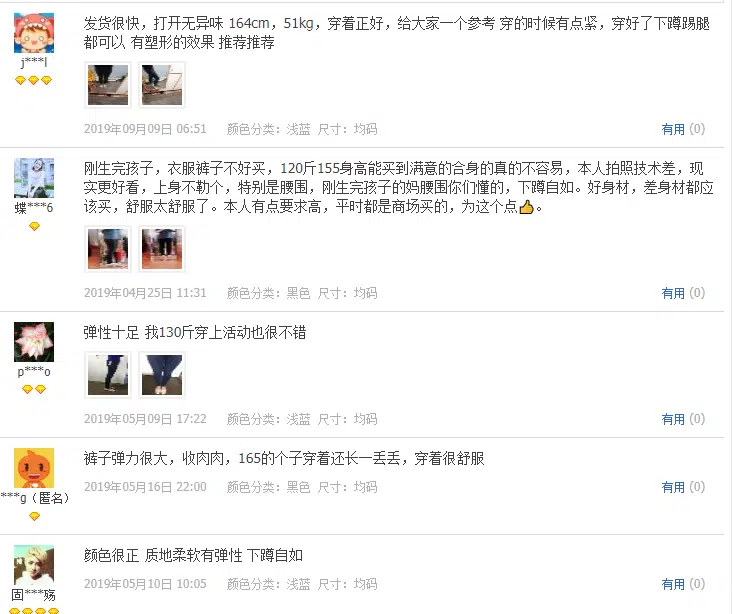 发货很快，打开无异味 164cm，51kg，穿着正好，给大家一个参考 穿的时候有点紧，穿好了下蹲踢腿
都可以 有塑形的效果 推荐推荐
j***l
2019年09月09日 06:51 颜色分类：浅蓝 尺寸：均码 有用 (0)
刚生完孩子，衣服裤子不好买，120斤155身高能买到满意的合身的真的不容易，本人拍照技术差，现
实更好看，上身不勒个，特别是腰围，刚生完孩子的妈腰围你们懂的，下蹲自如。好身材，差身材都应
该买，舒服太舒服了。本人有点要求高，平时都是商场买的，为这个点👍。
蝶***6
2019年04月25日 11:31 颜色分类：黑色 尺寸：均码 有用 (0)
弹性十足 我130斤穿上活动也很不错
p***o
2019年05月09日 17:22 颜色分类：浅蓝 尺寸：均码 有用 (0)
裤子弹力很大，收肉肉，165的个子穿着还长一丢丢，穿着很舒服
2019年05月16日 22:00 颜色分类：黑色 尺寸：均码 有用 (0)
***g（匿名）
颜色很正 质地柔软有弹性 下蹲自如
2019年05月10日 10:05 颜色分类：浅蓝 尺寸：均码 有用 (0)
固***殇